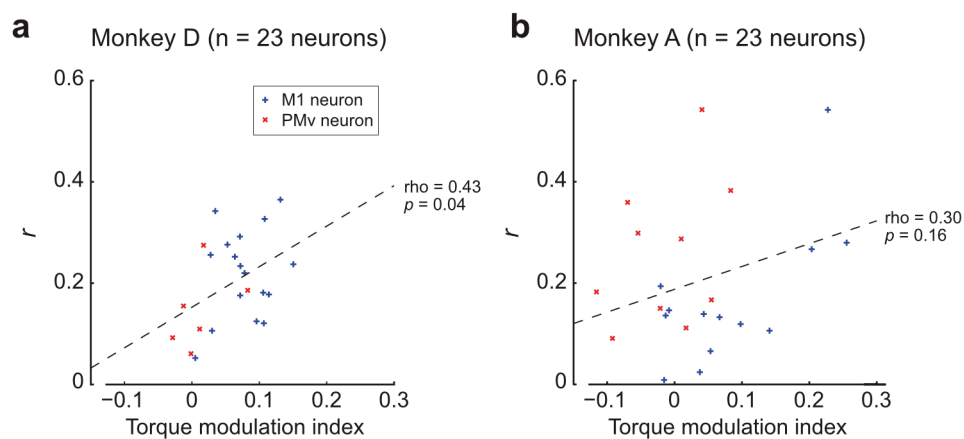 a
Monkey D (n = 23 neurons)
0.6
0.4
0.2
0
r
M1 neuron
PMv neuron
rho = 0.43
p = 0.04
−0.1
0
0.1
0.2
0.3
Torque modulation index
b
Monkey A (n = 23 neurons)
0.6
0.4
0.2
0
r
rho = 0.30
p = 0.16
−0.1
0
0.1
0.2
0.3
Torque modulation index